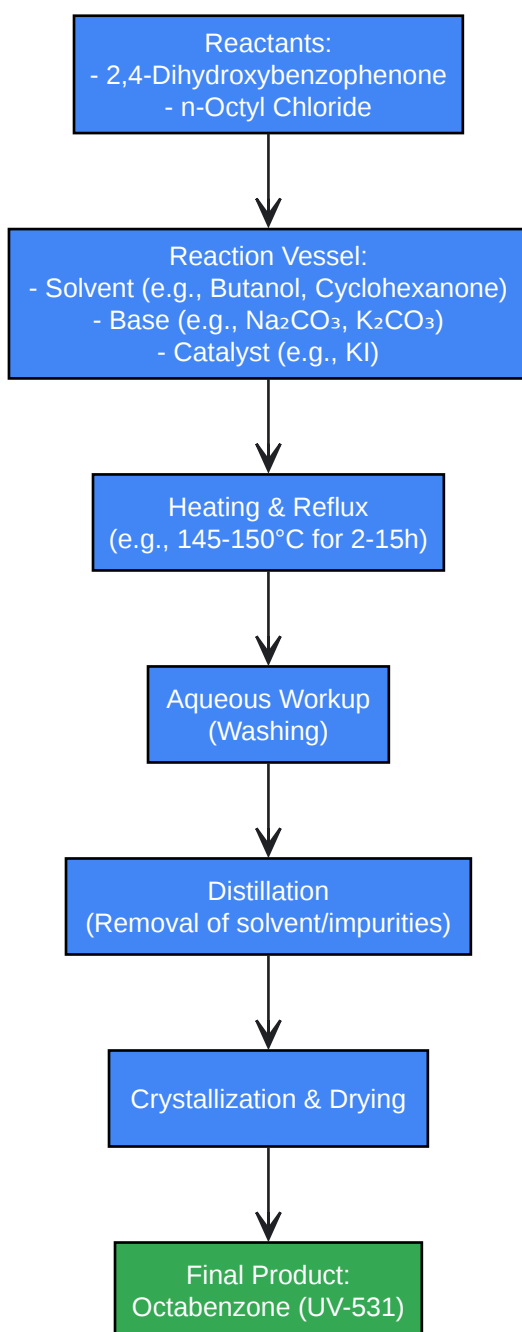 Reactants:
- 2,4-Dihydroxybenzophenone
- n-Octyl Chloride
Reaction Vessel:
- Solvent (e.g., Butanol, Cyclohexanone)
- Base (e.g., Na₂CO₃, K₂CO₃)
- Catalyst (e.g., KI)
Heating & Reflux
(e.g., 145-150°C for 2-15h)
Aqueous Workup
(Washing)
Distillation
(Removal of solvent/impurities)
Crystallization & Drying
Final Product:
Octabenzone (UV-531)